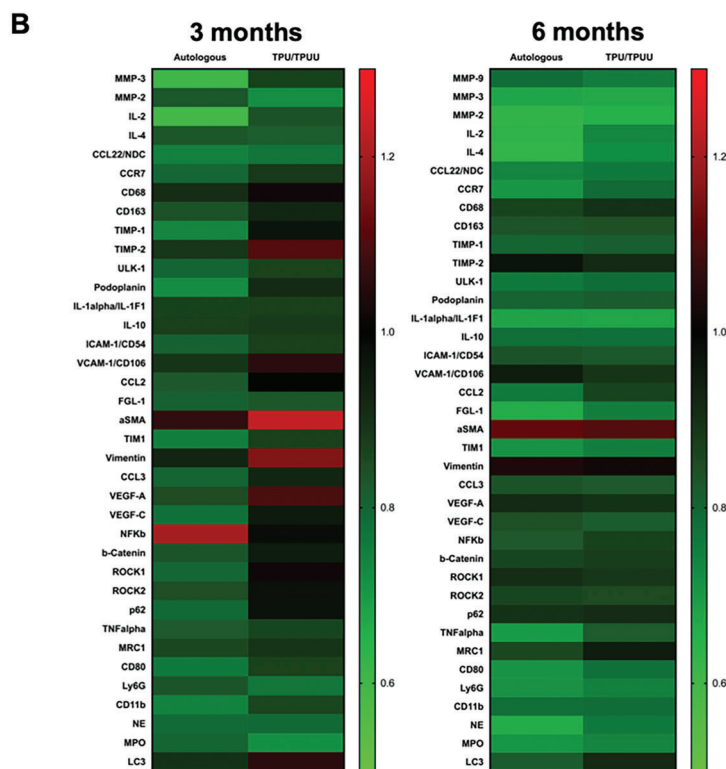 B
3 months
Autologous TPU/TPUU
MMP-3
MMP-2
IL-2
IL-4
CCL22/NDC
CCR7
CD68
CD163
TIMP-1
TIMP-2
ULK-1
Podoplanin
IL-1alpha/IL-1F1
IL-10
ICAM-1/CD54
VCAM-1/CD106
CCL2
FGL-1
aSMA
TIM1
Vimentin
CCL3
VEGF-A
VEGF-C
NFKb
b-Catenin
ROCK1
ROCK2
p62
TNFalpha
MRC1
CD80
Ly6G
CD11b
NE
MPO
LC3
1.2
1.0
0.8
0.6
6 months
Autologous TPU/TPUU
MMP-9
MMP-3
MMP-2
IL-2
IL-4
CCL22/NDC
CCR7
CD68
CD163
TIMP-1
TIMP-2
ULK-1
Podoplanin
IL-1alpha/IL-1F1
IL-10
ICAM-1/CD54
VCAM-1/CD106
CCL2
FGL-1
aSMA
TIM1
Vimentin
CCL3
VEGF-A
VEGF-C
NFKb
b-Catenin
ROCK1
ROCK2
p62
TNFalpha
MRC1
CD80
Ly6G
CD11b
NE
MPO
LC3
1.2
1.0
0.8
0.6